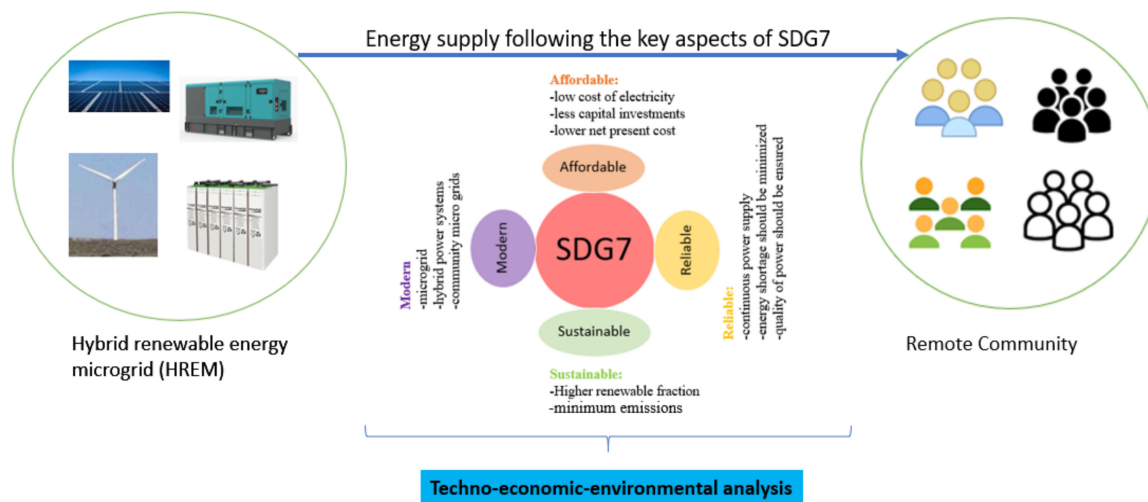 Energy supply following the key aspects of SDG7
Affordable:
-low cost of electricity
-less capital investments
-lower net present cost
Affordable
Modern
-microgrid
-hybrid power systems
-community micro grids
Modern
SDG7
Reliable
Reliable:
-continuous power supply
-energy shortage should be minimized
-quality of power should be ensured
Sustainable
Sustainable:
-Higher renewable fraction
-minimum emissions
Hybrid renewable energy
microgrid (HREM)
Remote Community
Techno-economic-environmental analysis